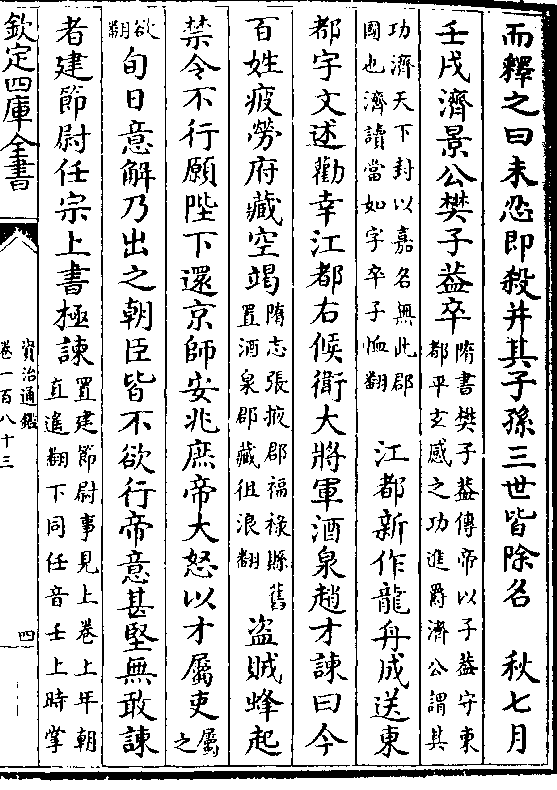 而釋之曰未忍即殺并其子孫三世皆除名　秋七月
壬戌濟景公樊子葢卒隋書樊子葢傳帝以子葢守東都平玄感之功進爵濟公謂其
功濟天下封以嘉名無此郡國也濟讀當如字卒子恤翻　江都新作龍舟成送東
都宇文述勸幸江都右候衛大將軍酒泉趙才諫曰今
百姓疲勞府藏空竭隋志張掖郡福祿縣舊置酒泉郡藏徂浪翻　盜賊蜂起
禁令不行願陛下還京師安兆庶帝大怒以才屬吏屬之
欲翻旬日意解乃出之朝臣皆不欲行帝意甚堅無敢諫
者建節尉任宗上書極諫置建節尉事見上卷上年朝直遙翻下同任音壬上時掌
欽定四庫全書
資治通鑑
卷一百八十三
四